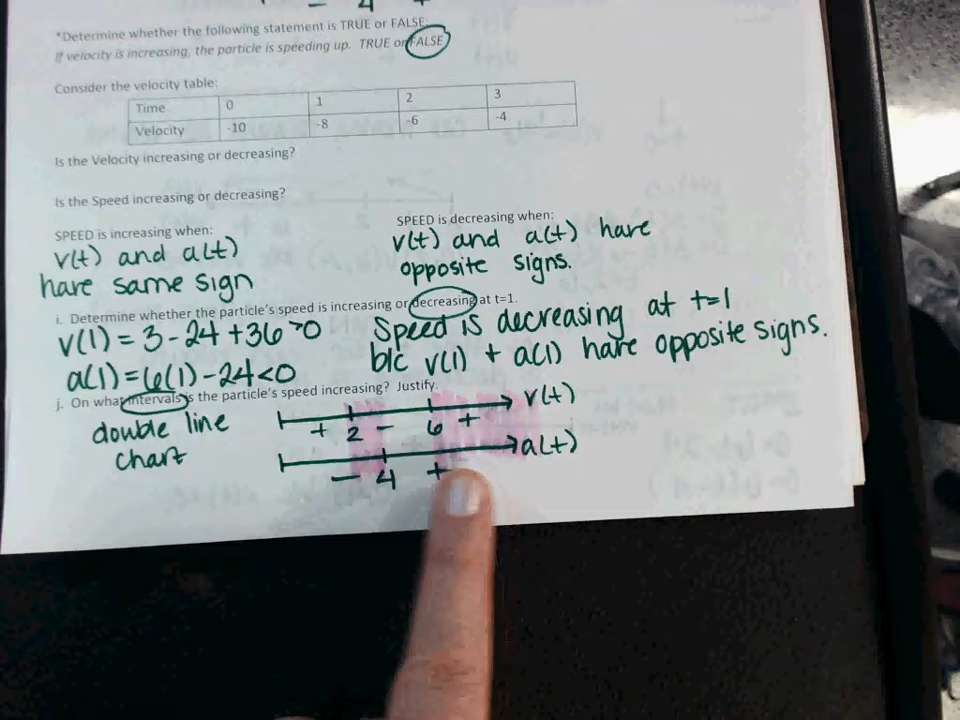 - 4 +
*Determine whether the following statement is TRUE or FALSE.
If velocity is increasing, the particle is speeding up. TRUE or FALSE
Consider the velocity table:
Time 0 1 2 3
Velocity -10 -8 -6 -4
Is the Velocity increasing or decreasing?
Is the Speed increasing or decreasing?
SPEED is increasing when:
v(t) and a(t)
have same sign
SPEED is decreasing when:
v(t) and a(t) have
opposite signs.
i. Determine whether the particle's speed is increasing or decreasing at t=1.
v(1) = 3 - 24 + 36 > 0
a(1) = 6(1) - 24 < 0
Speed is decreasing at t=1
b/c v(1) + a(1) have opposite signs.
j. On what intervals is the particle's speed increasing? Justify.
double line
chart
+ 2 - 6 + v(t)
- 4 + a(t)